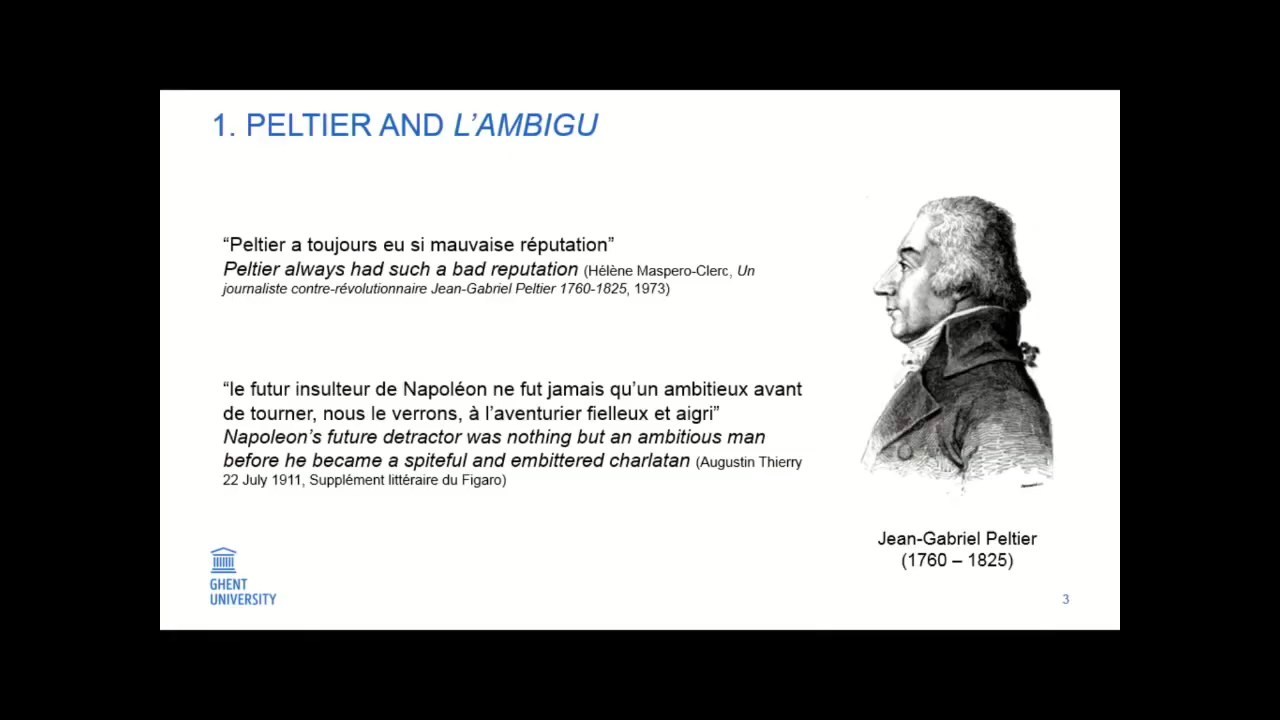 1. PELTIER AND L’AMBIGU
“Peltier a toujours eu si mauvaise réputation”
Peltier always had such a bad reputation (Hélène Maspero-Clerc, Un
journaliste contre-révolutionnaire Jean-Gabriel Peltier 1760-1825, 1973)
“le futur insulteur de Napoléon ne fut jamais qu’un ambitieux avant
de tourner, nous le verrons, à l’aventurier fielleux et aigri”
Napoleon’s future detractor was nothing but an ambitious man
before he became a spiteful and embittered charlatan (Augustin Thierry
22 July 1911, Supplément littéraire du Figaro)
Jean-Gabriel Peltier
(1760 – 1825)
GHENT
UNIVERSITY
3